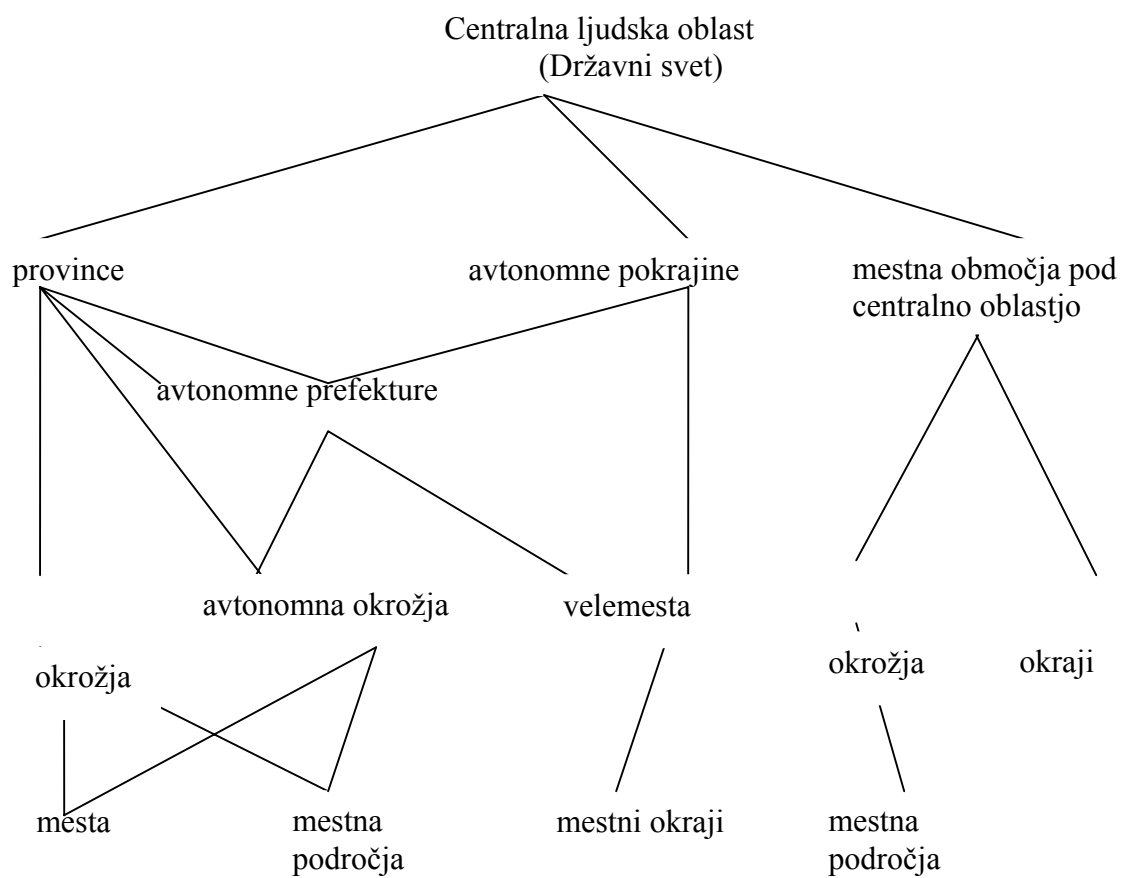 Centralna ljudska oblast
(Državni svet)
province
avtonomne pokrajine
mestna območja pod
centralno oblastjo
avtonomne prefekture
avtonomna okrožja
velemesta
okrožja
okrožja
okraji
mesta
mestna
področja
mestni okraji
mestna
področja